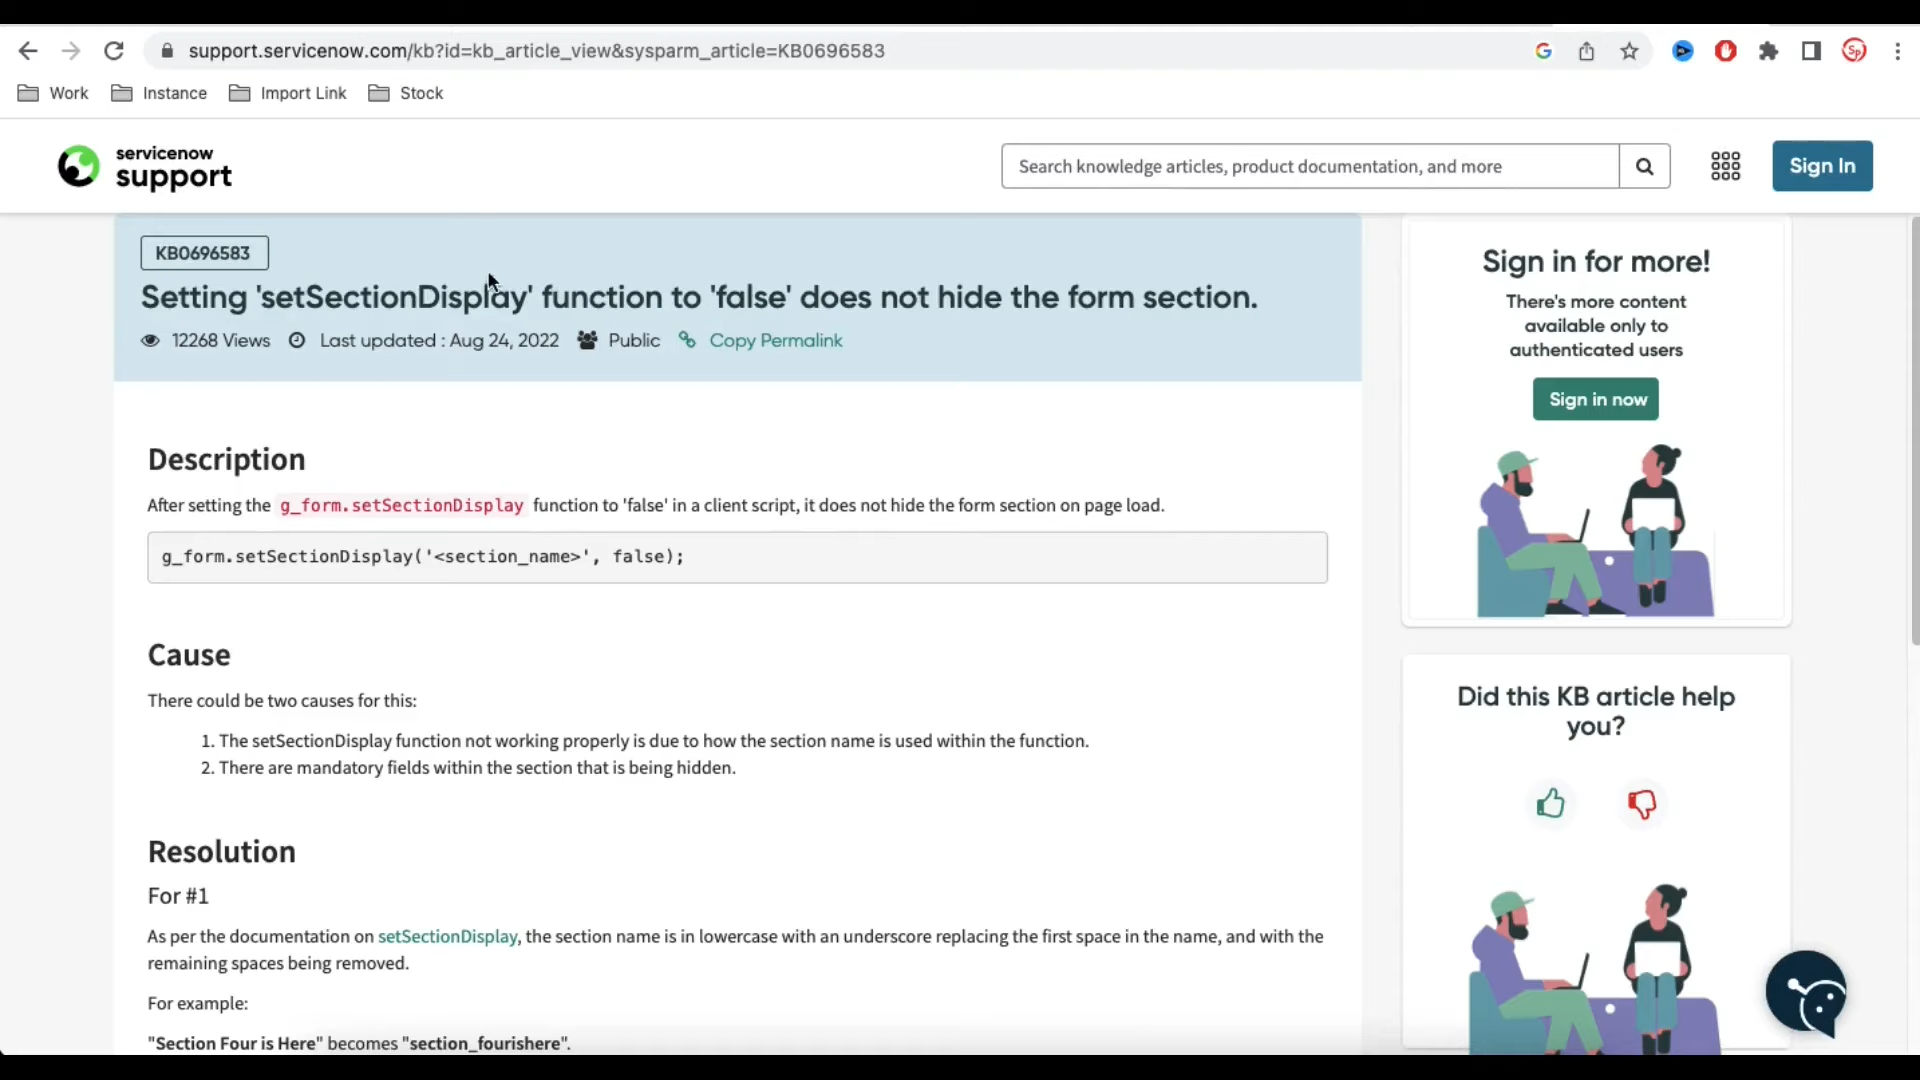 support.servicenow.com/kb?id=kb_article_view&sysparm_article=KB0696583
Work Instance Import Link Stock
servicenow
support
Search knowledge articles, product documentation, and more
Sign In
KB0696583
Setting 'setSectionDisplay' function to 'false' does not hide the form section.
12268 Views Last updated : Aug 24, 2022 Public Copy Permalink
Description
After setting the g_form.setSectionDisplay function to 'false' in a client script, it does not hide the form section on page load.
g_form.setSectionDisplay('<section_name>', false);
Cause
There could be two causes for this:
1. The setSectionDisplay function not working properly is due to how the section name is used within the function.
2. There are mandatory fields within the section that is being hidden.
Resolution
For #1
As per the documentation on setSectionDisplay, the section name is in lowercase with an underscore replacing the first space in the name, and with the
remaining spaces being removed.
For example:
"Section Four is Here" becomes "section_fourishere".
Sign in for more!
There's more content
available only to
authenticated users
Sign in now
Did this KB article help
you?
Sp